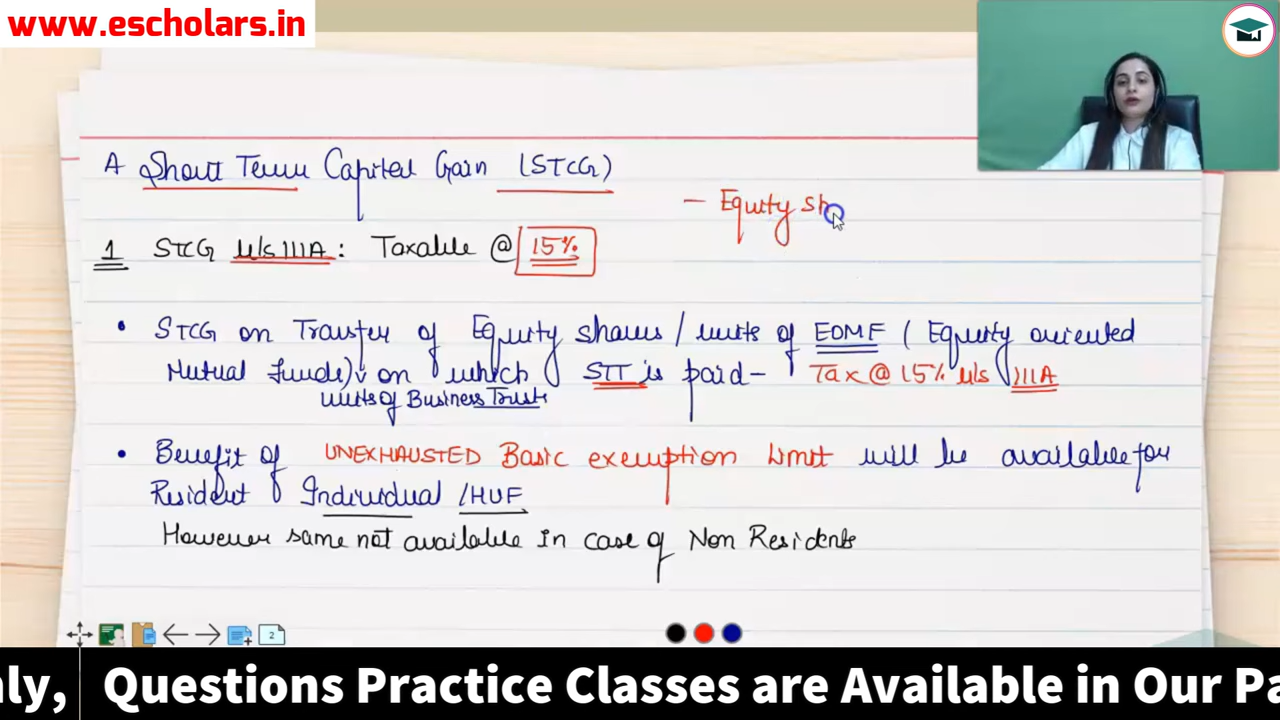 www.escholars.in
A Short Term Capital Gain (STCG)
- Equity sh
1 STCG u/s 111A: Taxable @ 15%
• STCG on Transfer of Equity shares / units of EOMF ( Equity oriented
Mutual Funds) v on which STT is paid - Tax @ 15% u/s 111A
units of Business Trusts
• Benefit of UNEXHAUSTED Basic exemption Limit will be available for
Resident Individual /HUF
However same not available in case of Non Residents
2
nly, Questions Practice Classes are Available in Our Pa